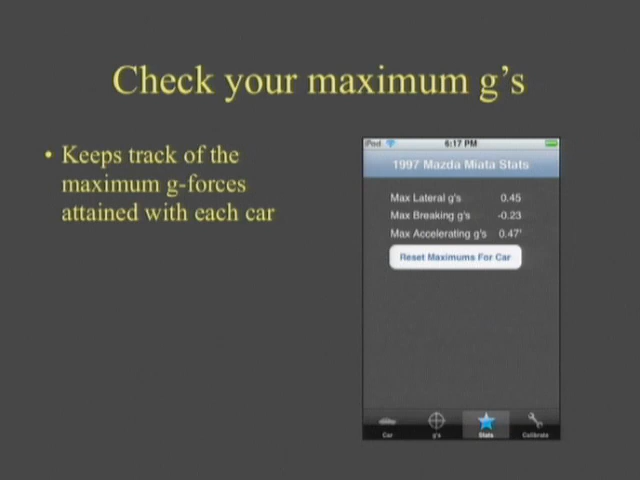 Check your maximum g's
• Keeps track of the
maximum g-forces
attained with each car
iPod 6:17 PM
1997 Mazda Miata Stats
Max Lateral g's 0.45
Max Breaking g's -0.23
Max Accelerating g's 0.47'
Reset Maximums For Car
Car g's Stats Calibrate